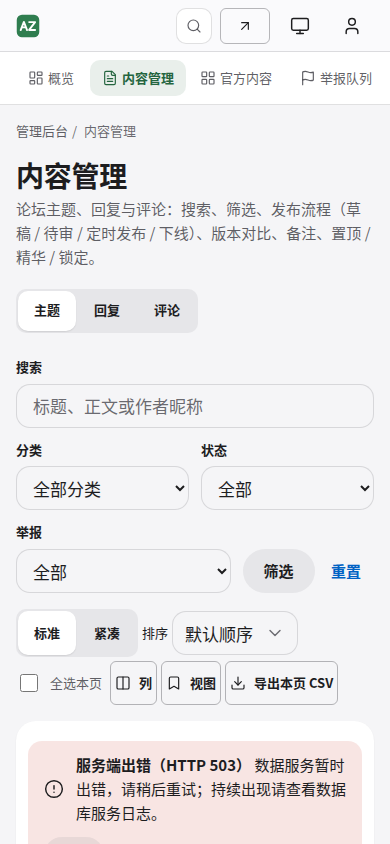 AZ
概览 内容管理 官方内容 举报队列
管理后台 / 内容管理
内容管理
论坛主题、回复与评论：搜索、筛选、发布流程（草
稿 / 待审 / 定时发布 / 下线）、版本对比、备注、置顶 /
精华 / 锁定。
主题 回复 评论
搜索
标题、正文或作者昵称
分类 状态
全部分类 全部
举报
全部 筛选 重置
标准 紧凑 排序 默认顺序
全选本页 列 视图 导出本页 CSV
服务端出错（HTTP 503） 数据服务暂时
出错，请稍后重试；持续出现请查看数据
库服务日志。